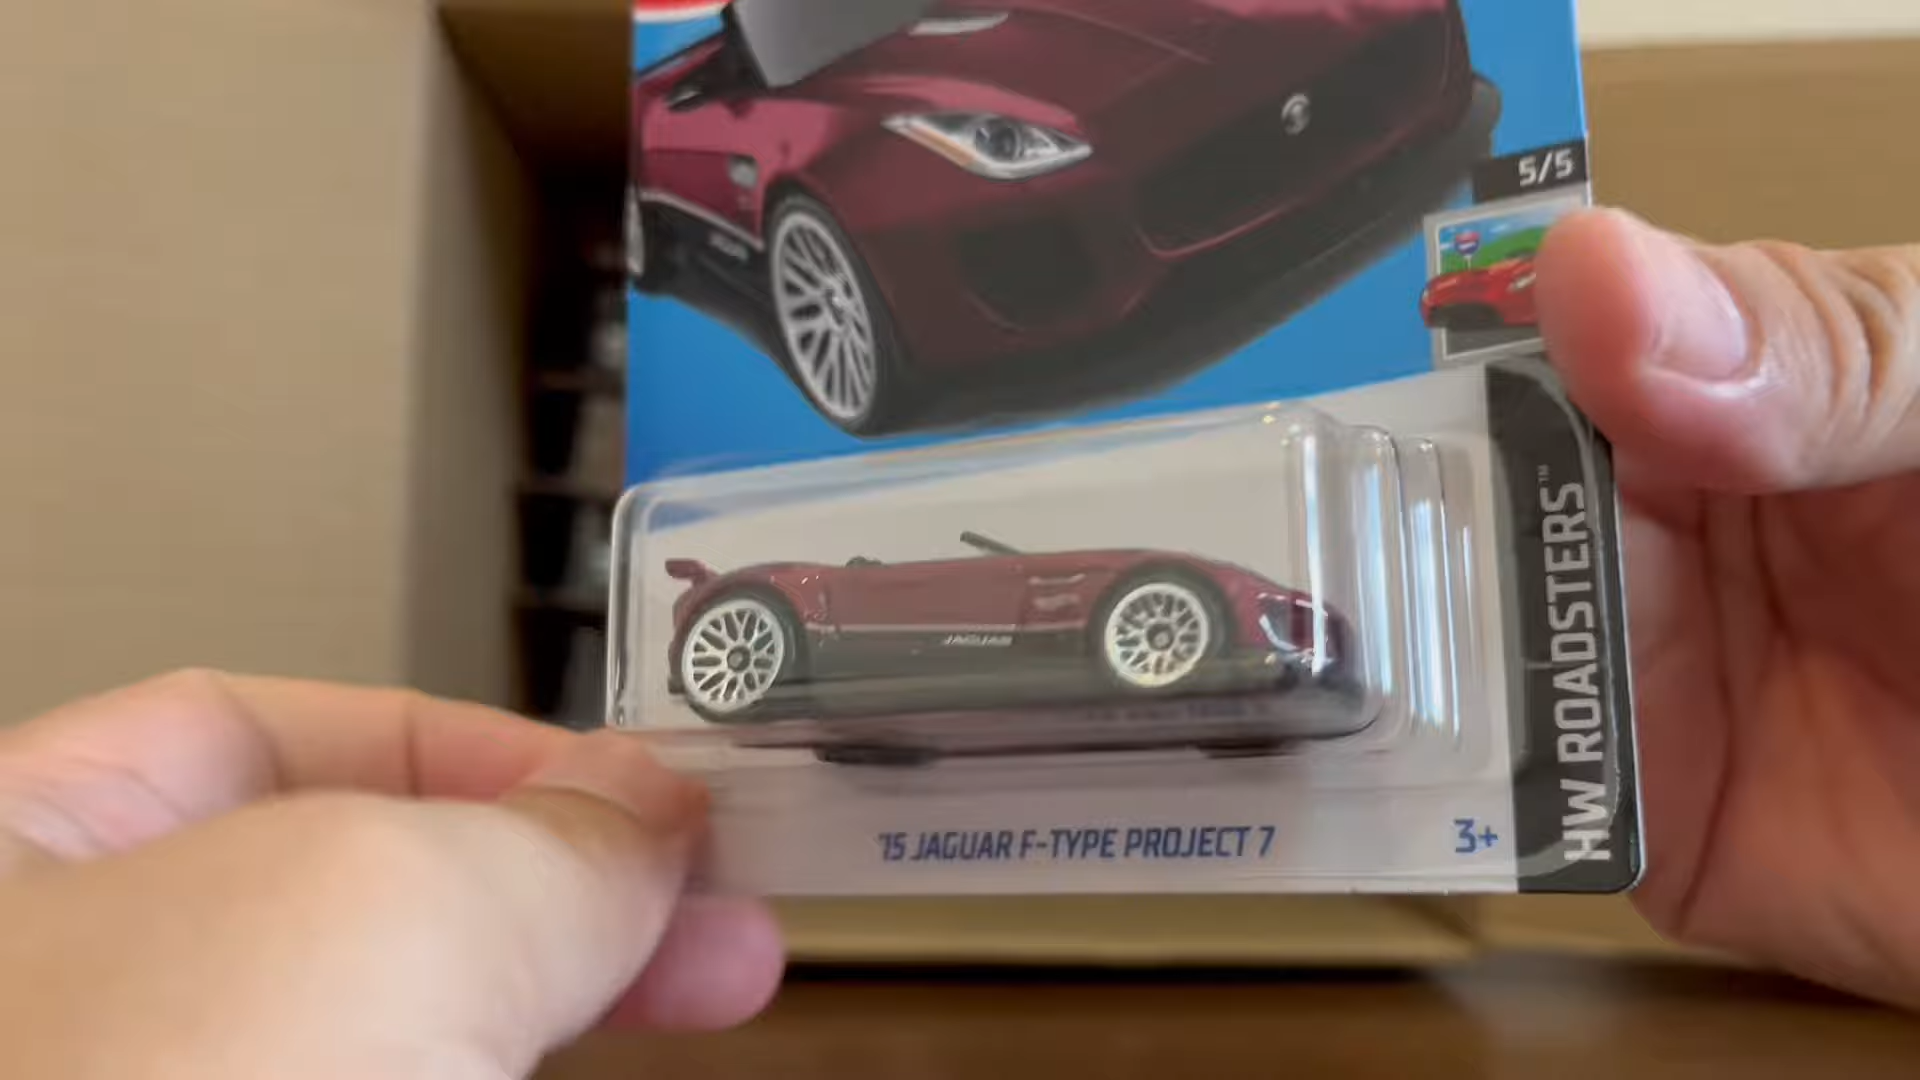 5/5
JAGUAR
HW ROADSTERS™
'15 JAGUAR F-TYPE PROJECT 7
3+